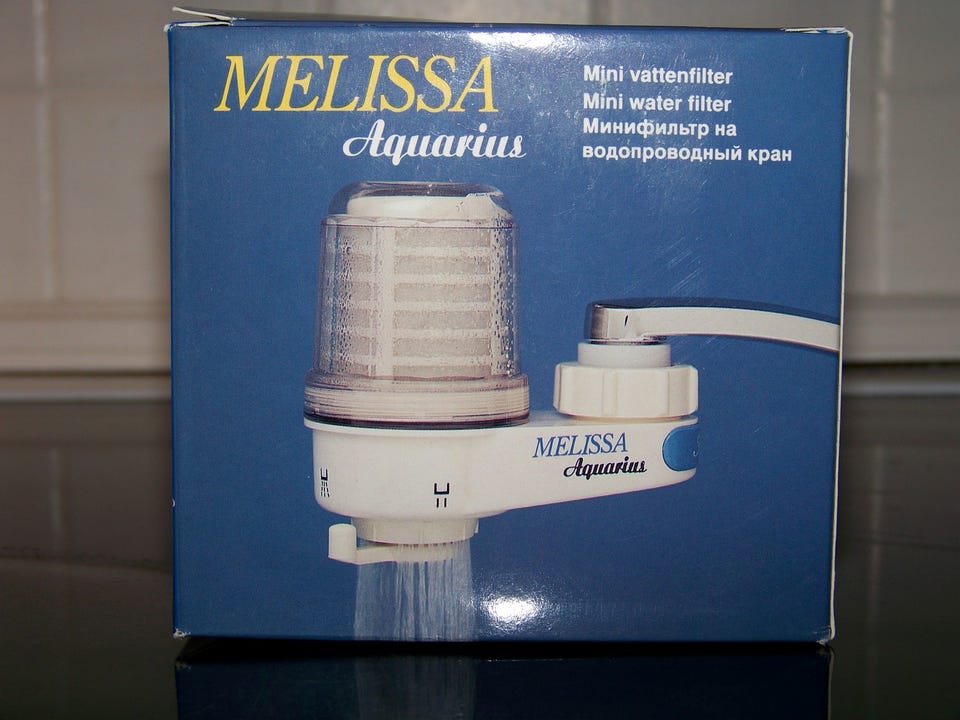 MELISSA
Aquarius
Mini vattenfilter
Mini water filter
Минифильтр на
водопроводный кран
MELISSA
Aquarius